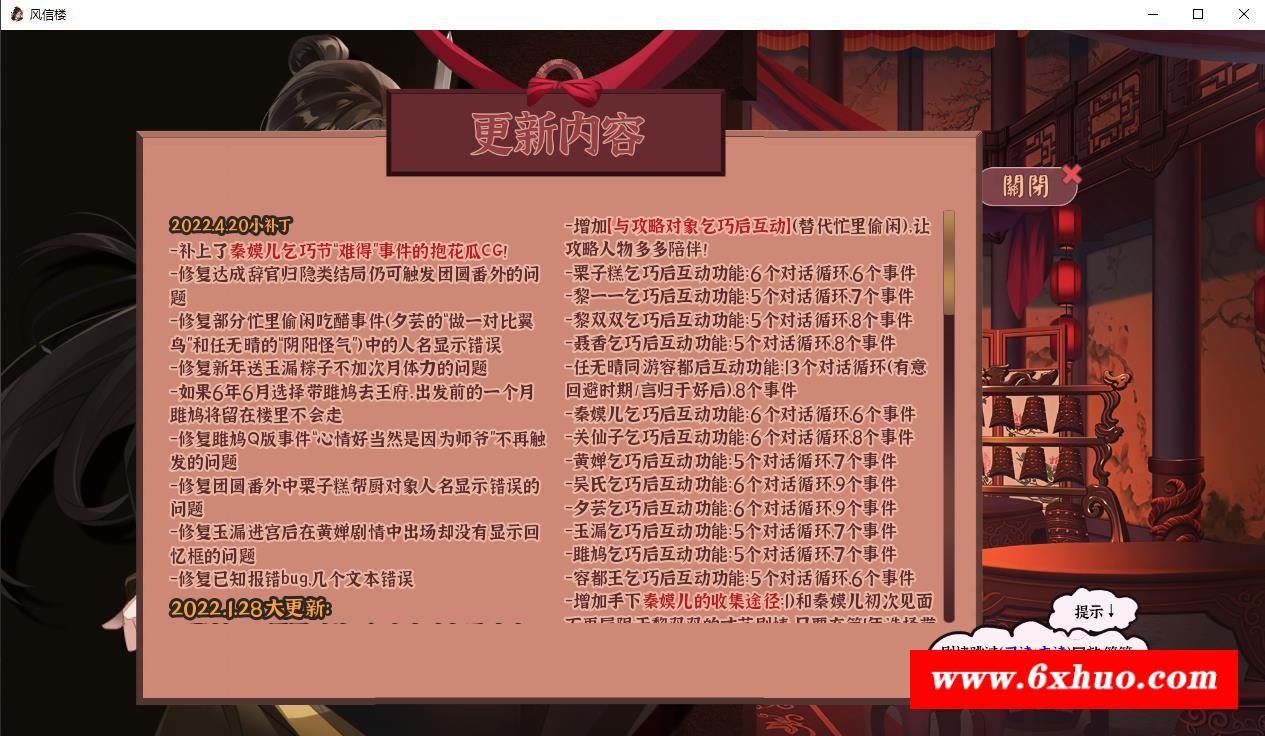 风信楼
更新内容
關閉
2022.4.20小补丁
-补上了秦嫫儿乞巧节“难得”事件的抱花瓜CG!
-修复达成辞官归隐类结局仍可触发团圆番外的问
题
-修复部分忙里偷闲吃醋事件(夕芸的“做一对比翼
鸟”和任无晴的“阴阳怪气”)中的人名显示错误
-修复新年送玉漏粽子不加次月体力的问题
-如果6年6月选择带雎鸠去王府,出发前的一个月
雎鸠将留在楼里不会走
-修复雎鸠Q版事件“心情好当然是因为师爷”不再触
发的问题
-修复团圆番外中栗子糕帮厨对象人名显示错误的
问题
-修复玉漏进宫后在黄婵剧情中出场却没有显示回
忆框的问题
-修复已知报错bug,几个文本错误
2022.1.28大更新:
-增加[与攻略对象乞巧后互动](替代忙里偷闲),让
攻略人物多多陪伴!
-栗子糕乞巧后互动功能:6个对话循环,6个事件
-黎一一乞巧后互动功能:5个对话循环,7个事件
-黎双双乞巧后互动功能:5个对话循环,8个事件
-聂香乞巧后互动功能:5个对话循环,8个事件
-任无晴同游容都后互动功能:13个对话循环(有意
回避时期/言归于好后),8个事件
-秦嫫儿乞巧后互动功能:6个对话循环,6个事件
-关仙子乞巧后互动功能:6个对话循环,8个事件
-黄婵乞巧后互动功能:5个对话循环,7个事件
-吴氏乞巧后互动功能:6个对话循环,9个事件
-夕芸乞巧后互动功能:6个对话循环,9个事件
-玉漏乞巧后互动功能:5个对话循环,7个事件
-雎鸠乞巧后互动功能:5个对话循环,7个事件
-容都王乞巧后互动功能:5个对话循环,6个事件
-增加手下秦嫫儿的收集途径:1)和秦嫫儿初次见面
提示↓
www.6xhuo.com